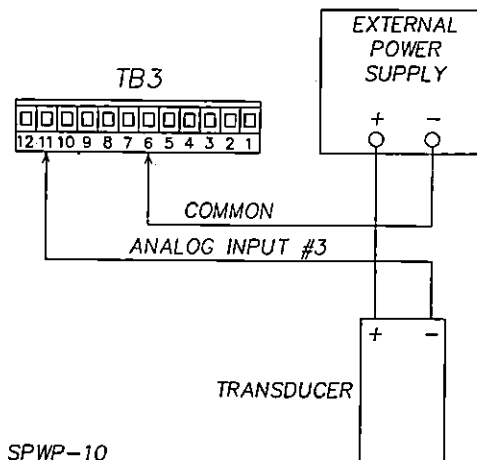 EXTERNAL
POWER
SUPPLY
+ -
TB3
12 11 10 9 8 7 6 5 4 3 2 1
COMMON
ANALOG INPUT #3
+ -
TRANSDUCER
SPWP-10